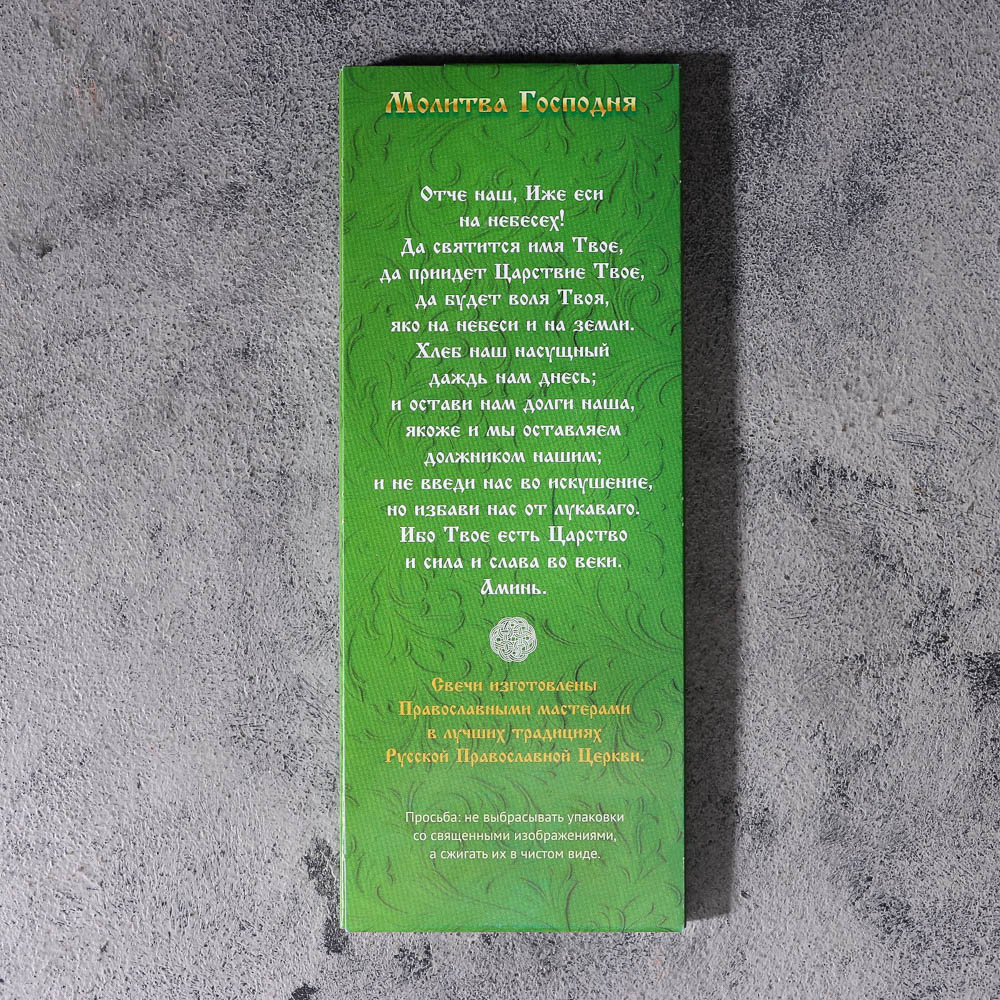 Молитва Господня
Отче наш, Иже еси
на небесех!
Да святится имя Твое,
да приидет Царствие Твое,
да будет воля Твоя,
яко на небеси и на земли.
Хлеб наш насущный
даждь нам днесь;
и остави нам долги наша,
якоже и мы оставляем
должником нашим;
и не введи нас во искушение,
но избави нас от лукаваго.
Ибо Твое есть Царство
и сила и слава во веки.
Аминь.
Свечи изготовлены
Православными мастерами
в лучших традициях
Русской Православной Церкви.
Просьба: не выбрасывать упаковки
со священными изображениями,
а сжигать их в чистом виде.